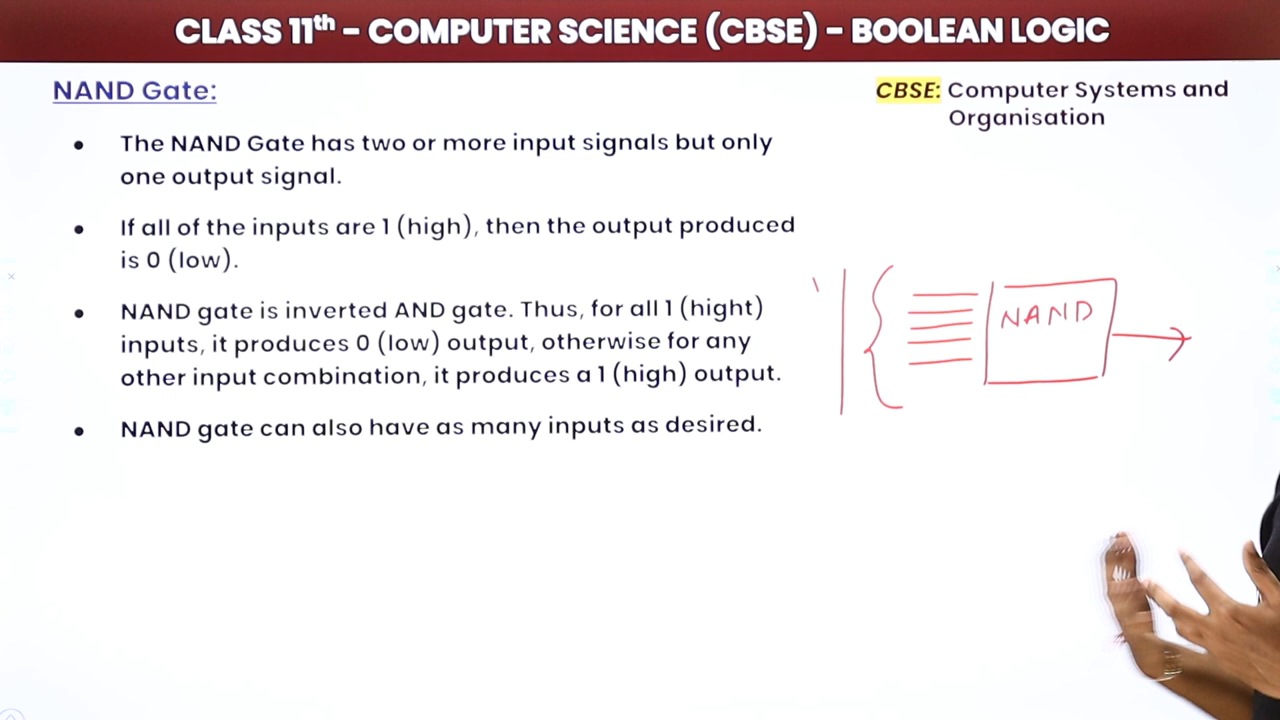 CLASS 11th - COMPUTER SCIENCE (CBSE) - BOOLEAN LOGIC
NAND Gate:
CBSE: Computer Systems and
Organisation
• The NAND Gate has two or more input signals but only
one output signal.
• If all of the inputs are 1 (high), then the output produced
is 0 (low).
• NAND gate is inverted AND gate. Thus, for all 1 (hight)
inputs, it produces 0 (low) output, otherwise for any
other input combination, it produces a 1 (high) output.
• NAND gate can also have as many inputs as desired.
NAND